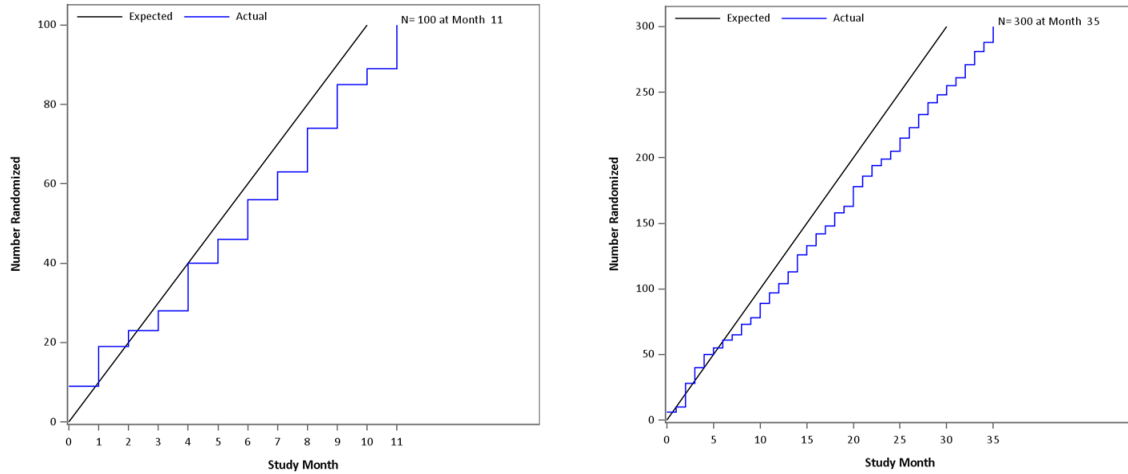 Expected Actual
N= 100 at Month 11
100
80
60
40
20
0
Number Randomized
0 1 2 3 4 5 6 7 8 9 10 11
Study Month
Expected Actual
N= 300 at Month 35
300
250
200
150
100
50
0
Number Randomized
0 5 10 15 20 25 30 35
Study Month